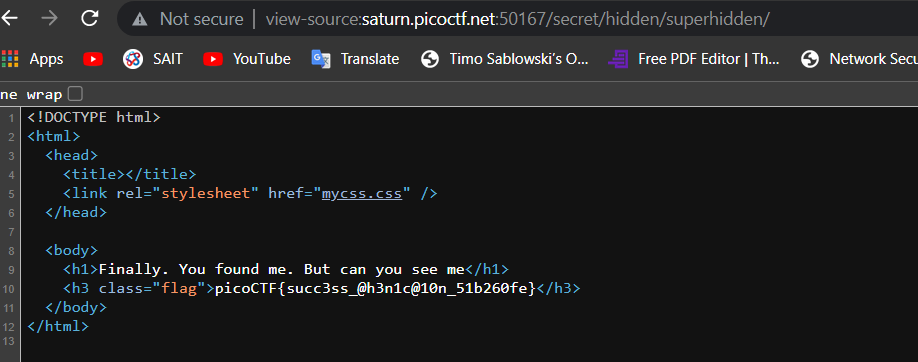 Not secure | view-source:saturn.picoctf.net:50167/secret/hidden/superhidden/
Apps SAIT YouTube Translate Timo Sablowski's O... Free PDF Editor | Th... Network Secu
ne wrap
1 <!DOCTYPE html>
2 <html>
3 <head>
4 <title></title>
5 <link rel="stylesheet" href="mycss.css" />
6 </head>
7
8 <body>
9 <h1>Finally. You found me. But can you see me</h1>
10 <h3 class="flag">picoCTF{succ3ss_@h3n1c@10n_51b260fe}</h3>
11 </body>
12 </html>
13